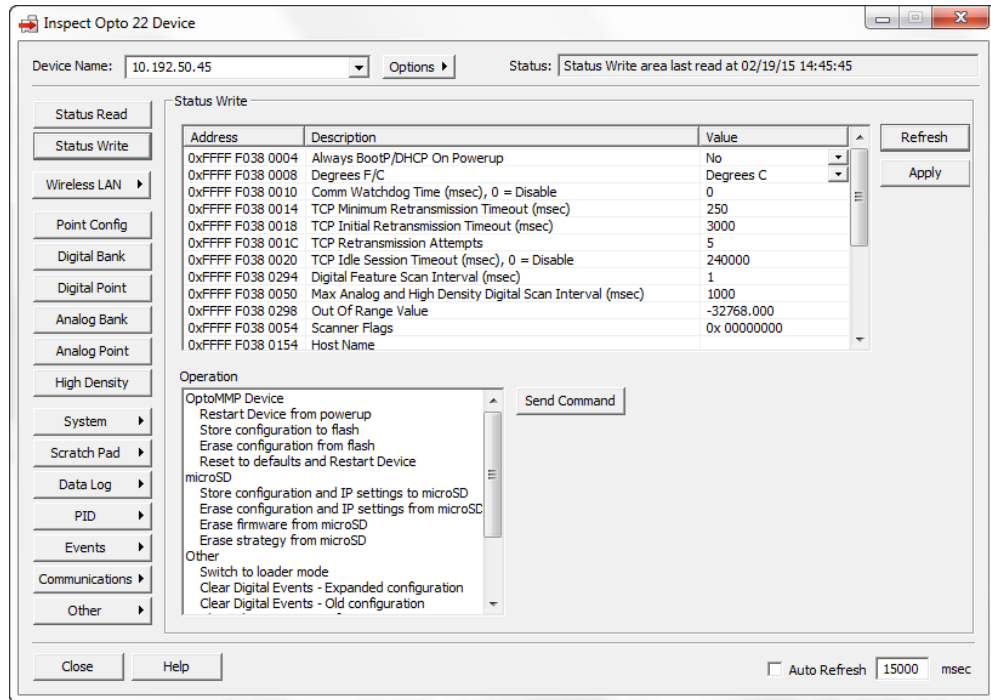 Inspect Opto 22 Device
Device Name: 10.192.50.45 Options Status: Status Write area last read at 02/19/15 14:45:45
Status Read
Status Write
Wireless LAN
Point Config
Digital Bank
Digital Point
Analog Bank
Analog Point
High Density
System
Scratch Pad
Data Log
PID
Events
Communications
Other
Status Write
Address Description Value
0xFFFF F038 0004 Always BootP/DHCP On Powerup No
0xFFFF F038 0008 Degrees F/C Degrees C
0xFFFF F038 0010 Comm Watchdog Time (msec), 0 = Disable 0
0xFFFF F038 0014 TCP Minimum Retransmission Timeout (msec) 250
0xFFFF F038 0018 TCP Initial Retransmission Timeout (msec) 3000
0xFFFF F038 001C TCP Retransmission Attempts 5
0xFFFF F038 0020 TCP Idle Session Timeout (msec), 0 = Disable 240000
0xFFFF F038 0294 Digital Feature Scan Interval (msec) 1
0xFFFF F038 0050 Max Analog and High Density Digital Scan Interval (msec) 1000
0xFFFF F038 0298 Out Of Range Value -32768.000
0xFFFF F038 0054 Scanner Flags 0x 00000000
0xFFFF F038 0154 Host Name
Refresh
Apply
Operation
OptoMMP Device
Restart Device from powerup
Store configuration to flash
Erase configuration from flash
Reset to defaults and Restart Device
microSD
Store configuration and IP settings to microSD
Erase configuration and IP settings from microSD
Erase firmware from microSD
Erase strategy from microSD
Other
Switch to loader mode
Clear Digital Events - Expanded configuration
Clear Digital Events - Old configuration
Send Command
Close Help Auto Refresh 15000 msec